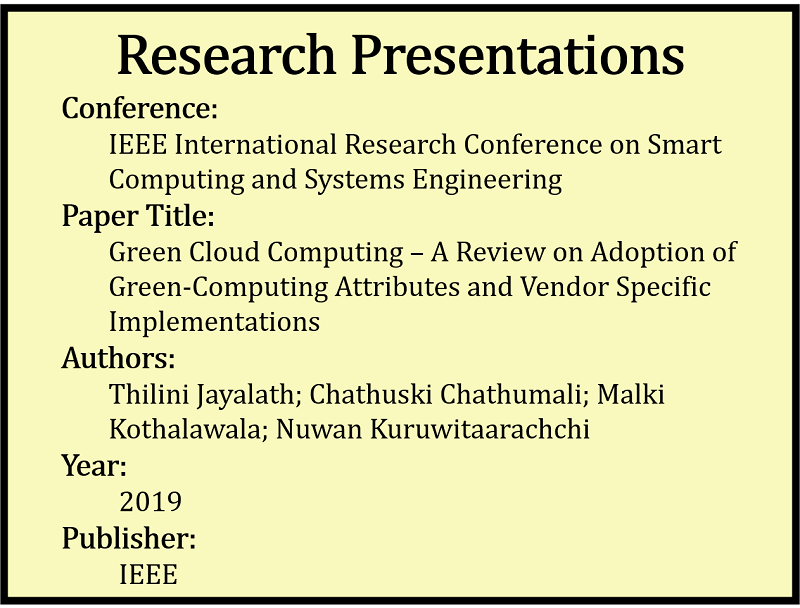 Research Presentations
Conference:
IEEE International Research Conference on Smart
Computing and Systems Engineering
Paper Title:
Green Cloud Computing – A Review on Adoption of
Green-Computing Attributes and Vendor Specific
Implementations
Authors:
Thilini Jayalath; Chathuski Chathumali; Malki
Kothalawala; Nuwan Kuruwitaarachchi
Year:
2019
Publisher:
IEEE